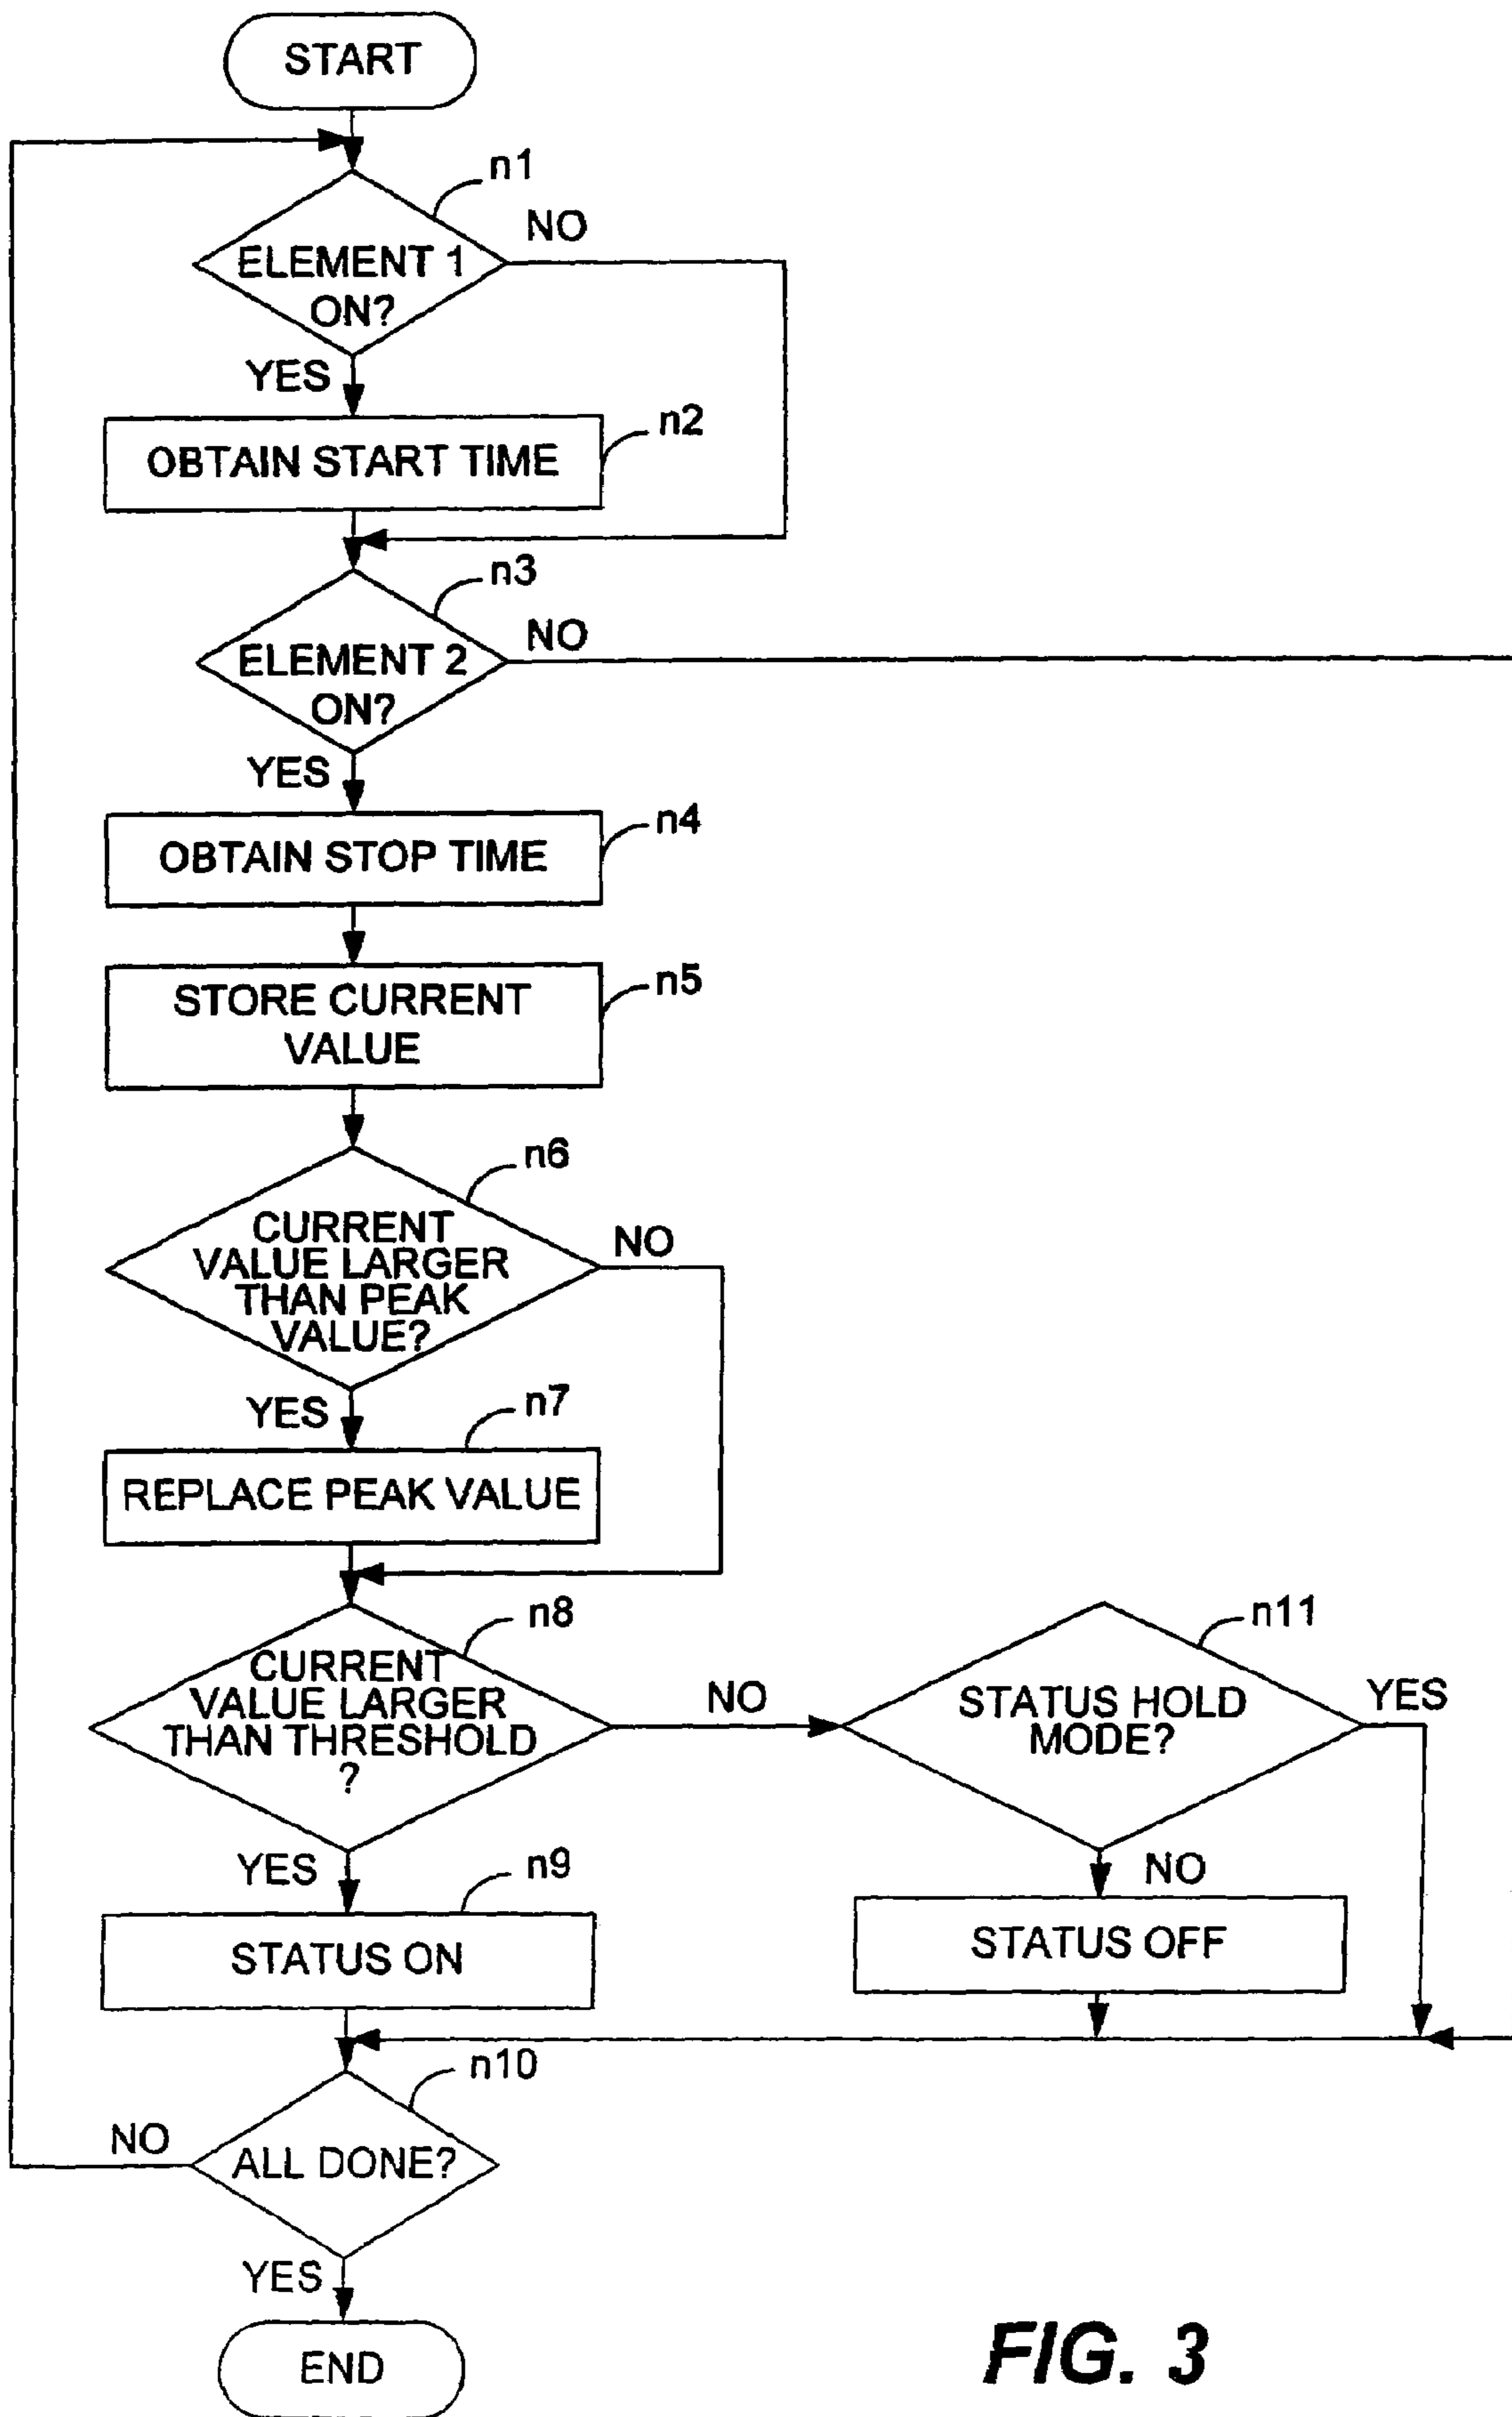 START
n1
NO
ELEMENT 1
ON?
YES
n2
OBTAIN START TIME
n3
NO
ELEMENT 2
ON?
YES
n4
OBTAIN STOP TIME
n5
STORE CURRENT
VALUE
n6
CURRENT
VALUE LARGER
THAN PEAK
VALUE?
NO
YES
n7
REPLACE PEAK VALUE
n8
CURRENT
VALUE LARGER
THAN THRESHOLD
?
NO
n11
STATUS HOLD
MODE?
YES
YES
n9
STATUS ON
NO
STATUS OFF
n10
NO
ALL DONE?
YES
END
FIG. 3